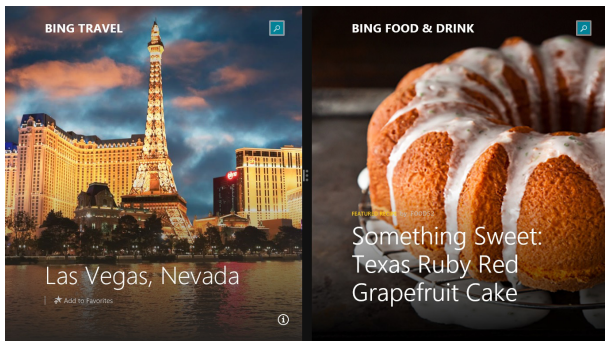 BING TRAVEL
Las Vegas, Nevada
Add to Favorites
BING FOOD & DRINK
Something Sweet:
Texas Ruby Red
Grapefruit Cake